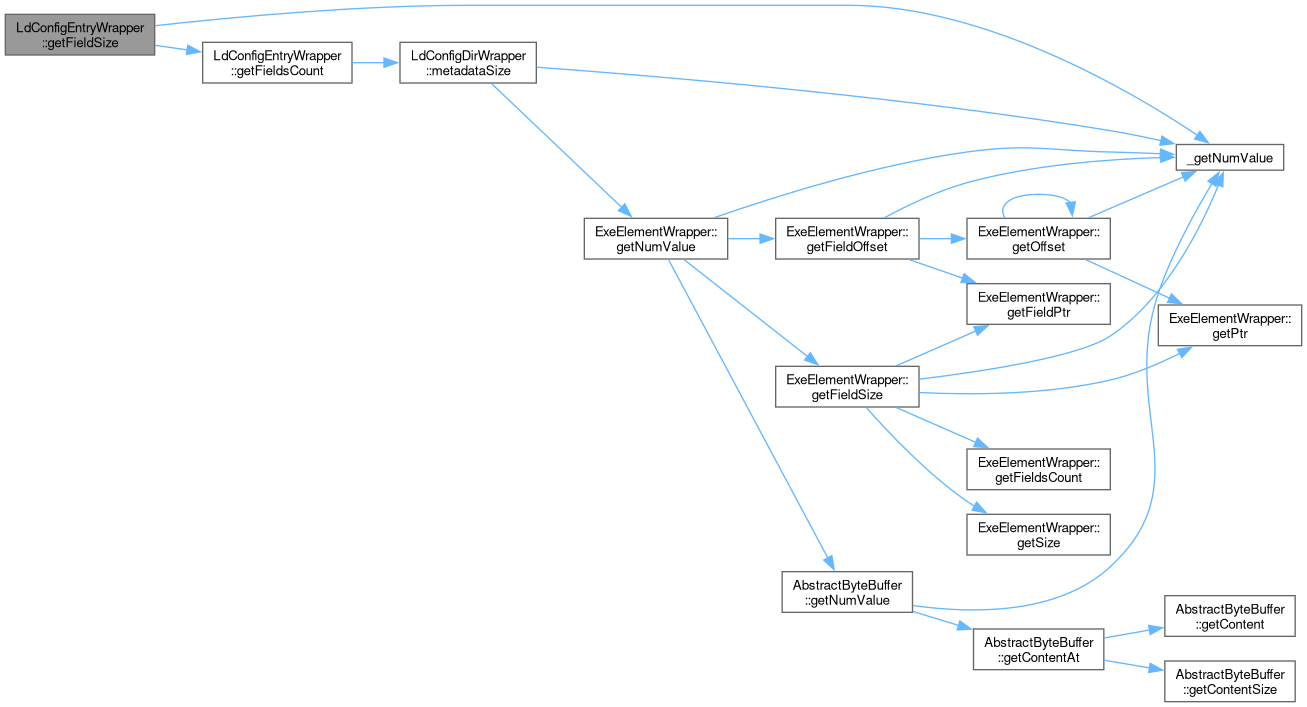 LdConfigEntryWrapper
::getFieldSize
LdConfigEntryWrapper
::getFieldsCount
LdConfigDirWrapper
::metadataSize
_getNumValue
ExeElementWrapper::
getNumValue
ExeElementWrapper::
getFieldOffset
ExeElementWrapper::
getOffset
ExeElementWrapper::
getFieldPtr
ExeElementWrapper::
getPtr
ExeElementWrapper::
getFieldSize
ExeElementWrapper::
getFieldsCount
ExeElementWrapper::
getSize
AbstractByteBuffer
::getNumValue
AbstractByteBuffer
::getContentAt
AbstractByteBuffer
::getContent
AbstractByteBuffer
::getContentSize